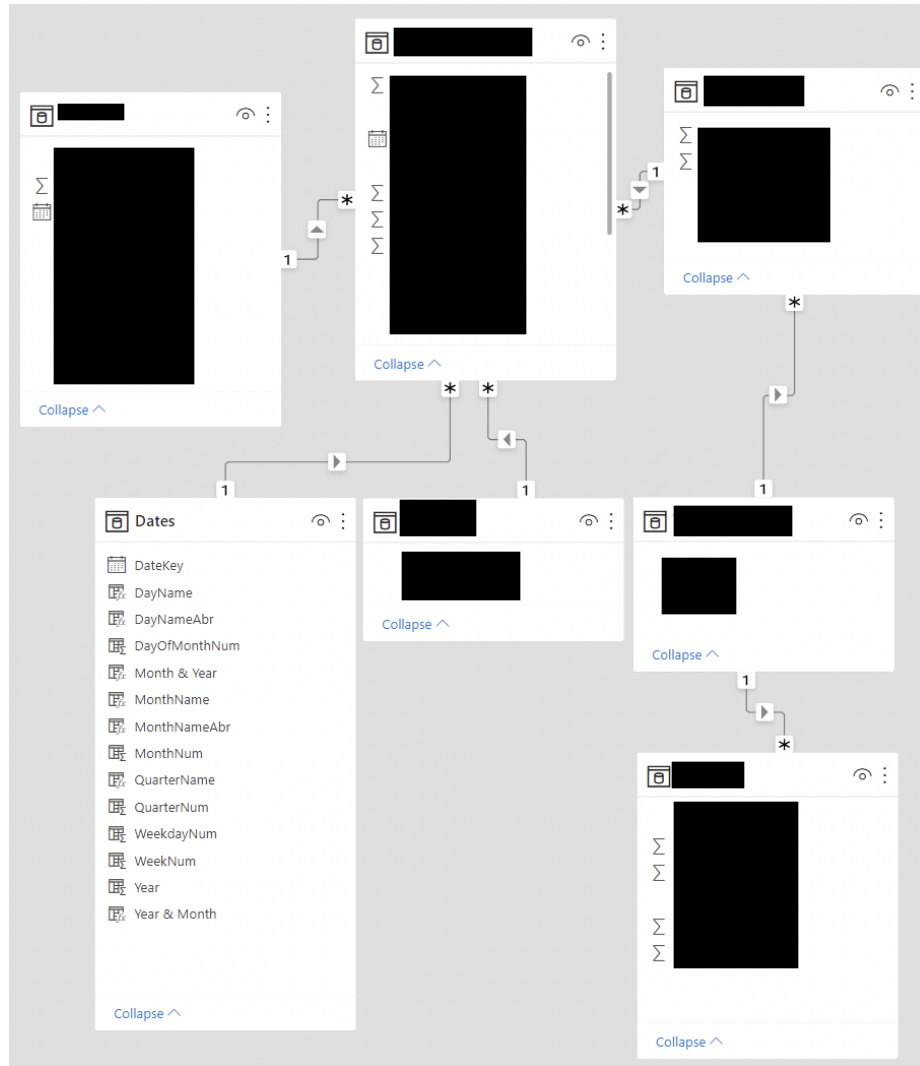 1
*
*
1
Collapse
Collapse
Collapse
*
*
*
1
1
1
Dates
DateKey
DayName
DayNameAbr
DayOfMonthNum
Month & Year
MonthName
MonthNameAbr
MonthNum
QuarterName
QuarterNum
WeekdayNum
WeekNum
Year
Year & Month
Collapse
Collapse
Collapse
1
*
Collapse